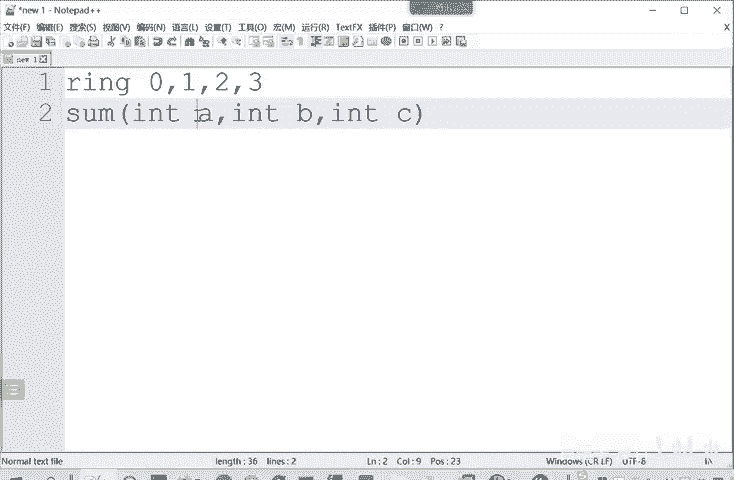 *new 1 - Notepad++
文件(F) 编辑(E) 搜索(S) 视图(V) 编码(N) 语言(L) 设置(T) 工具(O) 宏(M) 运行(R) TextFX 插件(P) 窗口(W) ? X
new 1
1 ring 0,1,2,3
2 sum(int a,int b,int c)
Normal text file length : 36 lines : 2 Ln : 2 Col : 9 Pos : 23 Windows (CR LF) UTF-8 IN